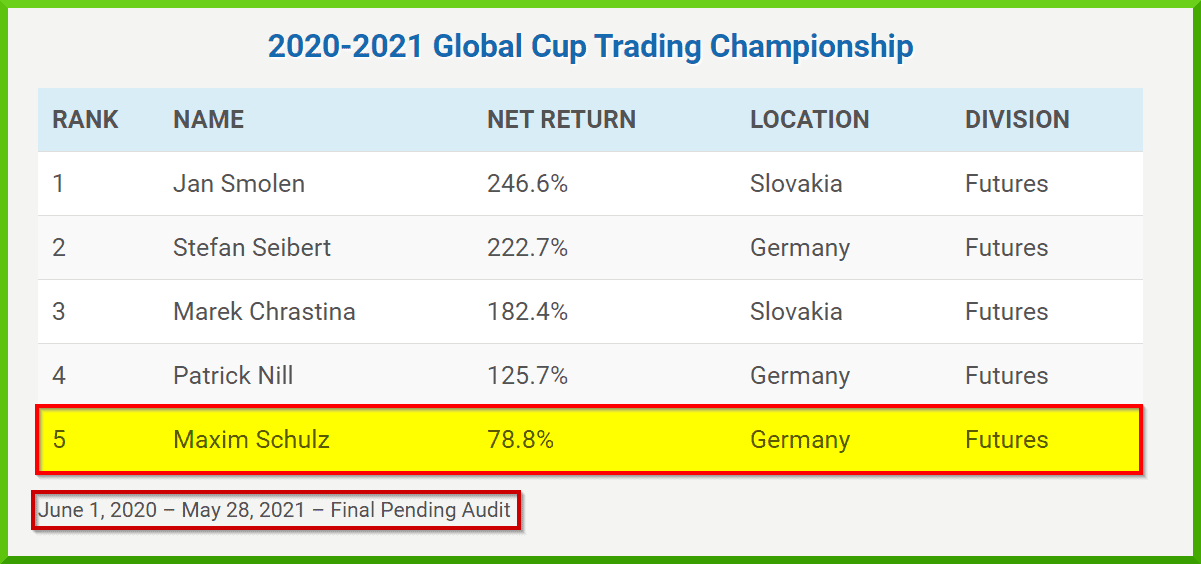 2020-2021 Global Cup Trading Championship
RANK NAME NET RETURN LOCATION DIVISION
1 Jan Smolen 246.6% Slovakia Futures
2 Stefan Seibert 222.7% Germany Futures
3 Marek Chrastina 182.4% Slovakia Futures
4 Patrick Nill 125.7% Germany Futures
5 Maxim Schulz 78.8% Germany Futures
June 1, 2020 – May 28, 2021 – Final Pending Audit